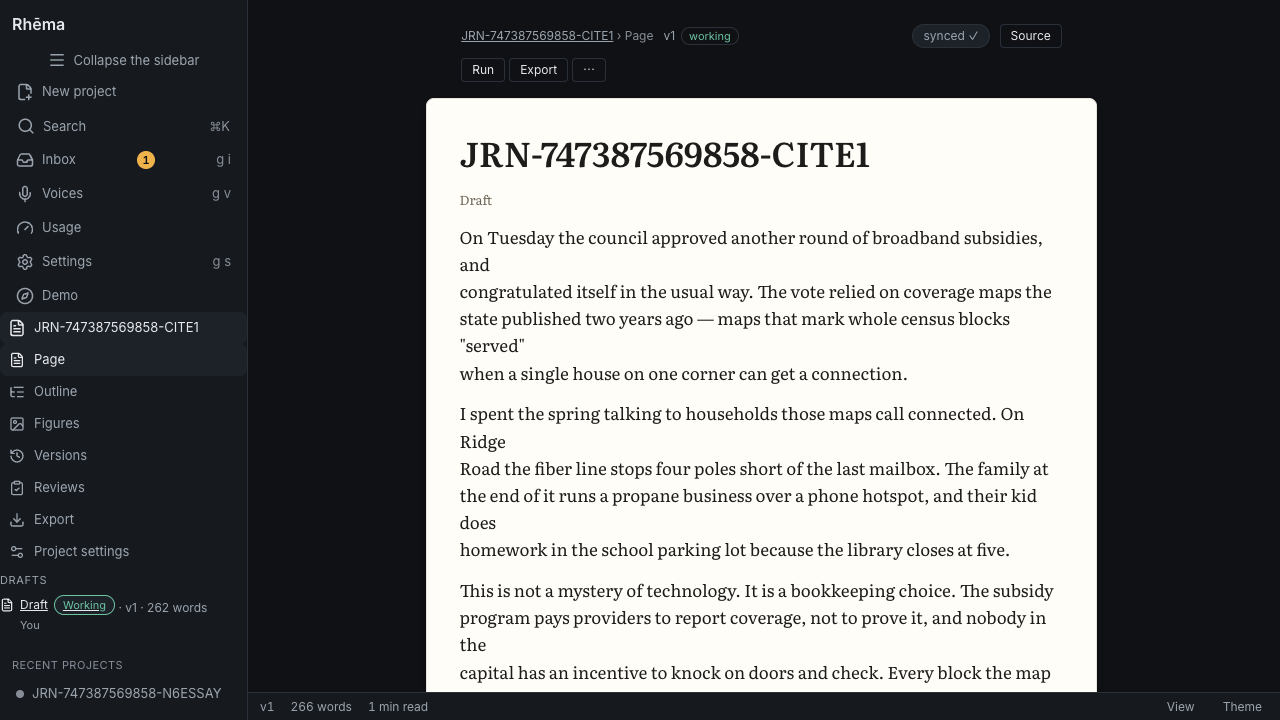 Rhēma
Collapse the sidebar
New project
Search ⌘K
Inbox 1 g i
Voices g v
Usage
Settings g s
Demo
JRN-747387569858-CITE1
Page
Outline
Figures
Versions
Reviews
Export
Project settings
DRAFTS
Draft Working · v1 · 262 words
You
RECENT PROJECTS
JRN-747387569858-N6ESSAY
JRN-747387569858-CITE1 › Page v1 working
synced ✓ Source
Run Export ···
JRN-747387569858-CITE1
Draft
On Tuesday the council approved another round of broadband subsidies,
and
congratulated itself in the usual way. The vote relied on coverage maps the
state published two years ago — maps that mark whole census blocks
"served"
when a single house on one corner can get a connection.
I spent the spring talking to households those maps call connected. On
Ridge
Road the fiber line stops four poles short of the last mailbox. The family at
the end of it runs a propane business over a phone hotspot, and their kid
does
homework in the school parking lot because the library closes at five.
This is not a mystery of technology. It is a bookkeeping choice. The subsidy
program pays providers to report coverage, not to prove it, and nobody in
the
capital has an incentive to knock on doors and check. Every block the map
v1 266 words 1 min read
View Theme